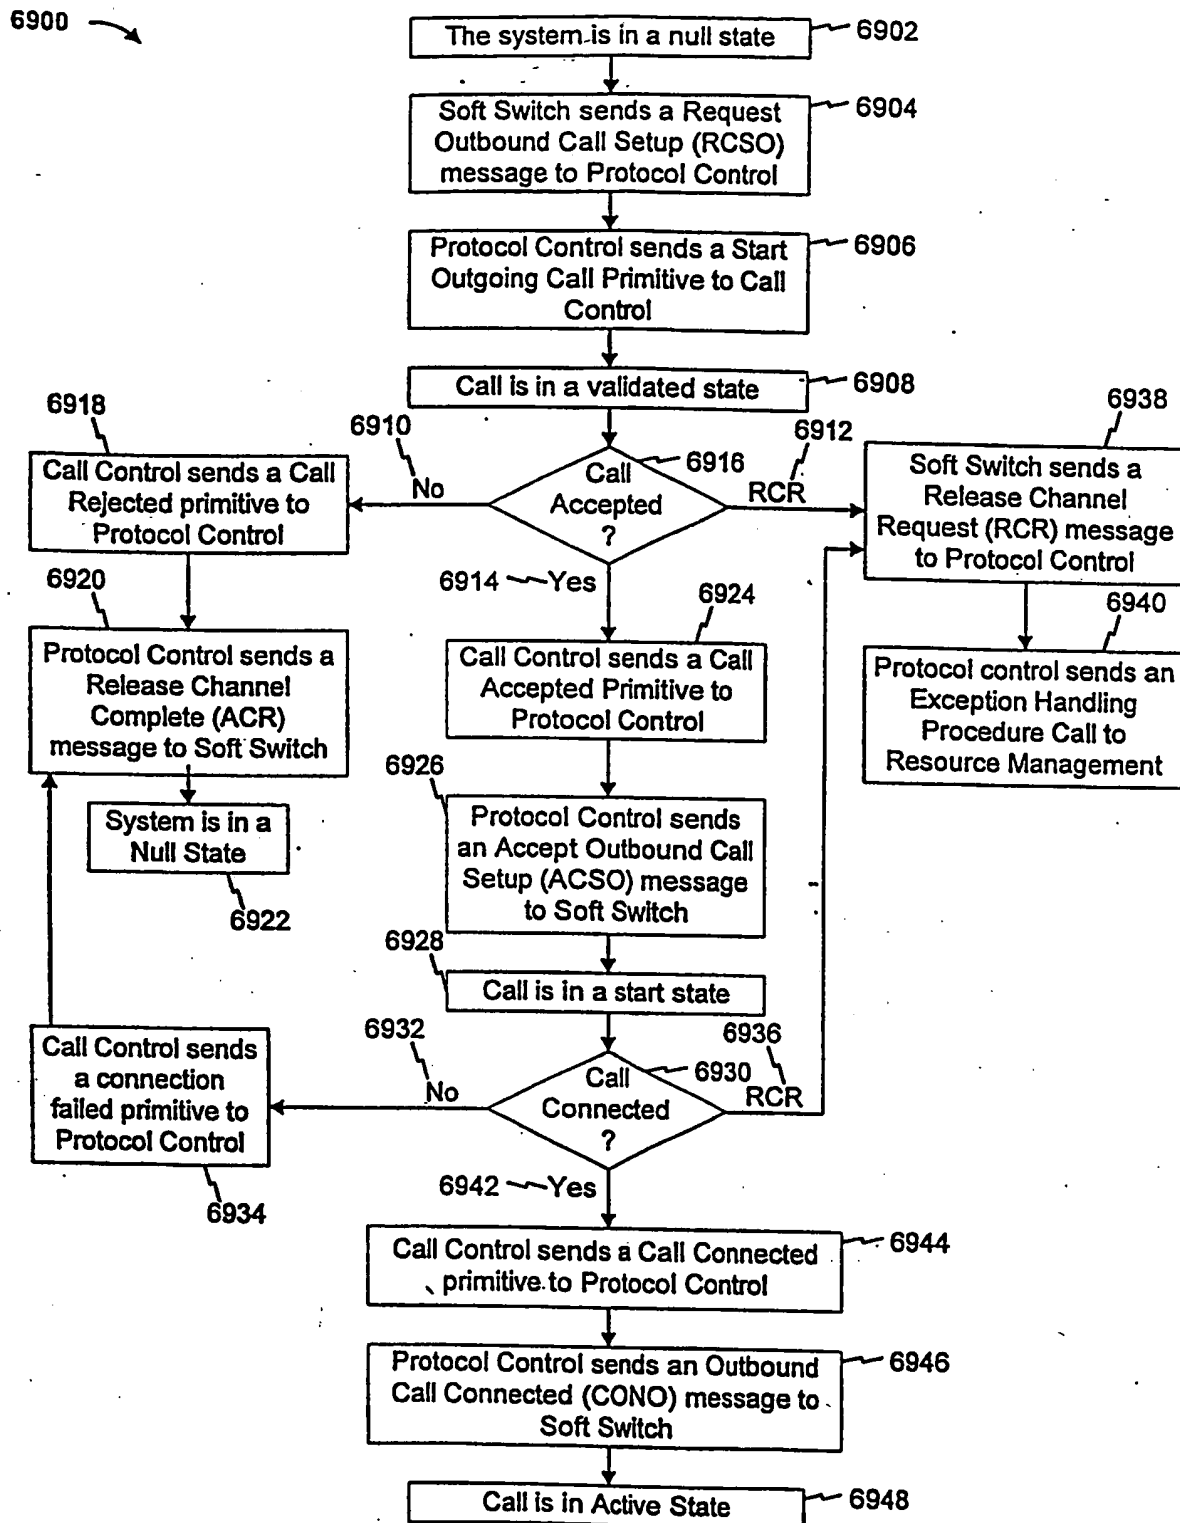 6900
The system is in a null state
6902
Soft Switch sends a Request
Outbound Call Setup (RCSO)
message to Protocol Control
6904
Protocol Control sends a Start
Outgoing Call Primitive to Call
Control
6906
Call is in a validated state
6908
6918
6910
6912
6938
Call Control sends a Call
Rejected primitive to
Protocol Control
No
Call
Accepted
?
6916
RCR
Soft Switch sends a
Release Channel
Request (RCR) message
to Protocol Control
6914
Yes
6920
6924
6940
Protocol Control sends a
Release Channel
Complete (ACR)
message to Soft Switch
Call Control sends a Call
Accepted Primitive to
Protocol Control
Protocol control sends an
Exception Handling
Procedure Call to
Resource Management
6926
System is in a
Null State
6922
Protocol Control sends
an Accept Outbound Call
Setup (ACSO) message
to Soft Switch
6928
Call is in a start state
6932
6936
Call Control sends
a connection
failed primitive to
Protocol Control
6934
No
Call
Connected
?
6930
RCR
6942
Yes
Call Control sends a Call Connected
primitive to Protocol Control
6944
Protocol Control sends an Outbound
Call Connected (CONO) message to
Soft Switch
6946
Call is in Active State
6948